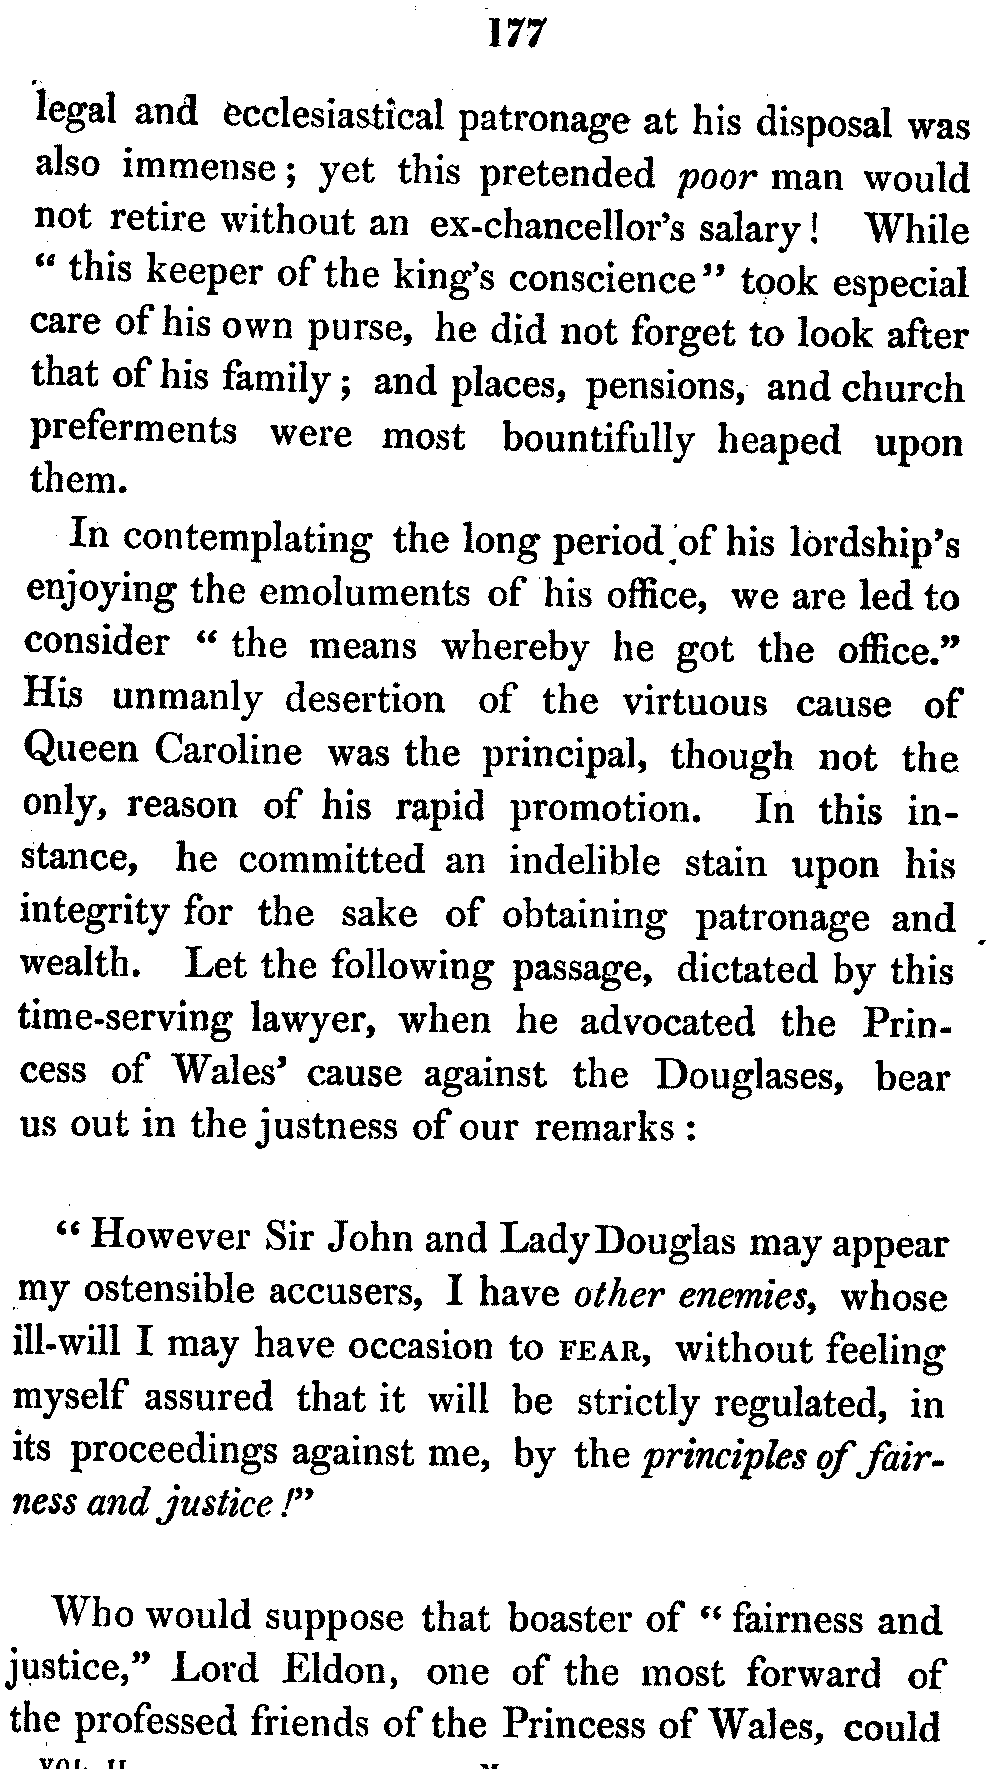 177
legal and ecclesiastical patronage at his disposal was
also immense; yet this pretended poor man would
not retire without an ex-chancellor's salary! While
“ this keeper of the king's conscience” took especial
care of his own purse, he did not forget to look after
that of his family; and places, pensions, and church
preferments were most bountifully heaped upon
them.
In contemplating the long period of his lordship's
enjoying the emoluments of his office, we are led to
consider “ the means whereby he got the office.”
His unmanly desertion of the virtuous cause of
Queen Caroline was the principal, though not the
only, reason of his rapid promotion. In this in-
stance, he committed an indelible stain upon his
integrity for the sake of obtaining patronage and
wealth. Let the following passage, dictated by this
time-serving lawyer, when he advocated the Prin-
cess of Wales' cause against the Douglases, bear
us out in the justness of our remarks :
“ However Sir John and Lady Douglas may appear
my ostensible accusers, I have other enemies, whose
ill-will I may have occasion to FEAR, without feeling
myself assured that it will be strictly regulated, in
its proceedings against me, by the principles of fair-
ness and justice !”
Who would suppose that boaster of “ fairness and
justice,” Lord Eldon, one of the most forward of
the professed friends of the Princess of Wales, could
VOL. II